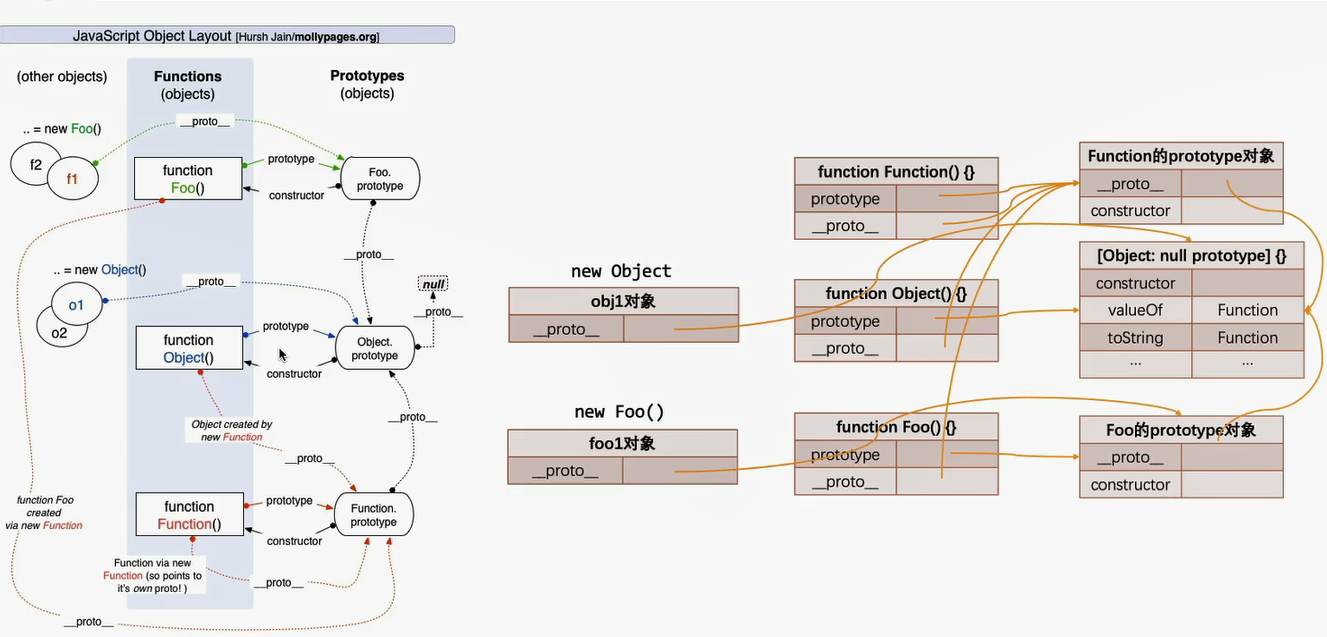 JavaScript Object Layout [Hursh Jain/mollypages.org]
(other objects)
Functions
(objects)
Prototypes
(objects)
.. = new Foo()
f2
f1
__proto__
function
Foo()
prototype
constructor
Foo.
prototype
__proto__
.. = new Object()
o1
o2
__proto__
function
Object()
prototype
constructor
Object.
prototype
null
__proto__
Object created by
new Function
__proto__
__proto__
function
Function()
prototype
constructor
Function.
prototype
function Foo
created
via new Function
Function via new
Function (so points to
it's own proto! )
__proto__
__proto__
new Object
obj1对象
__proto__
new Foo()
foo1对象
__proto__
function Function() {}
prototype
__proto__
function Object() {}
prototype
__proto__
function Foo() {}
prototype
__proto__
Function的prototype对象
__proto__
constructor
[Object: null prototype] {}
constructor
valueOf Function
toString Function
... ...
Foo的prototype对象
__proto__
constructor